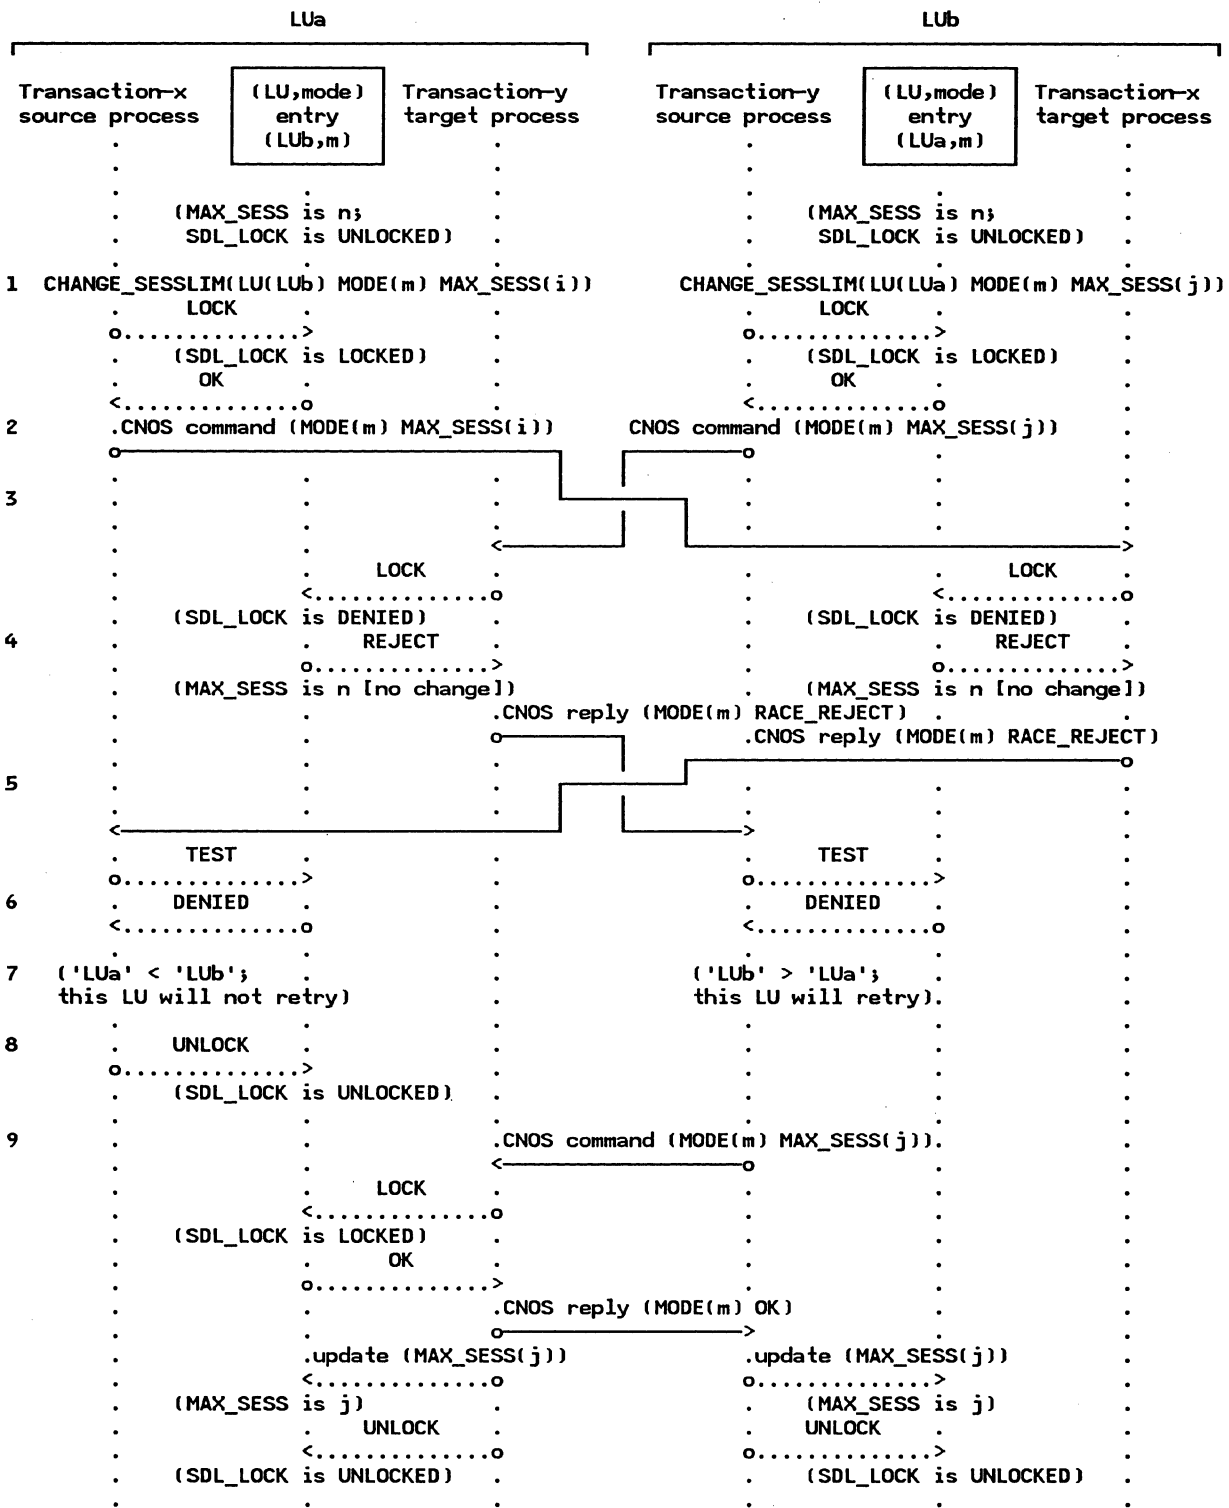 LUa LUb
Transaction-x (LU,mode) Transaction-y Transaction-y (LU,mode) Transaction-x
source process entry target process source process entry target process
(LUb,m) (LUa,m)
(MAX_SESS is n; (MAX_SESS is n;
SDL_LOCK is UNLOCKED) SDL_LOCK is UNLOCKED)
1 CHANGE_SESSLIM(LU(LUb) MODE(m) MAX_SESS(i)) CHANGE_SESSLIM(LU(LUa) MODE(m) MAX_SESS(j))
LOCK LOCK
(SDL_LOCK is LOCKED) (SDL_LOCK is LOCKED)
OK OK
2 .CNOS command (MODE(m) MAX_SESS(i)) CNOS command (MODE(m) MAX_SESS(j))
3
LOCK LOCK
(SDL_LOCK is DENIED) (SDL_LOCK is DENIED)
4 REJECT REJECT
(MAX_SESS is n [no change]) (MAX_SESS is n [no change])
.CNOS reply (MODE(m) RACE_REJECT)
.CNOS reply (MODE(m) RACE_REJECT)
5
TEST TEST
6 DENIED DENIED
7 ('LUa' < 'LUb'; ('LUb' > 'LUa';
this LU will not retry) this LU will retry).
8 UNLOCK
(SDL_LOCK is UNLOCKED)
9 .CNOS command (MODE(m) MAX_SESS(j)).
LOCK
(SDL_LOCK is LOCKED)
OK
.CNOS reply (MODE(m) OK)
.update (MAX_SESS(j)) .update (MAX_SESS(j))
(MAX_SESS is j) (MAX_SESS is j)
UNLOCK UNLOCK
(SDL_LOCK is UNLOCKED) (SDL_LOCK is UNLOCKED)